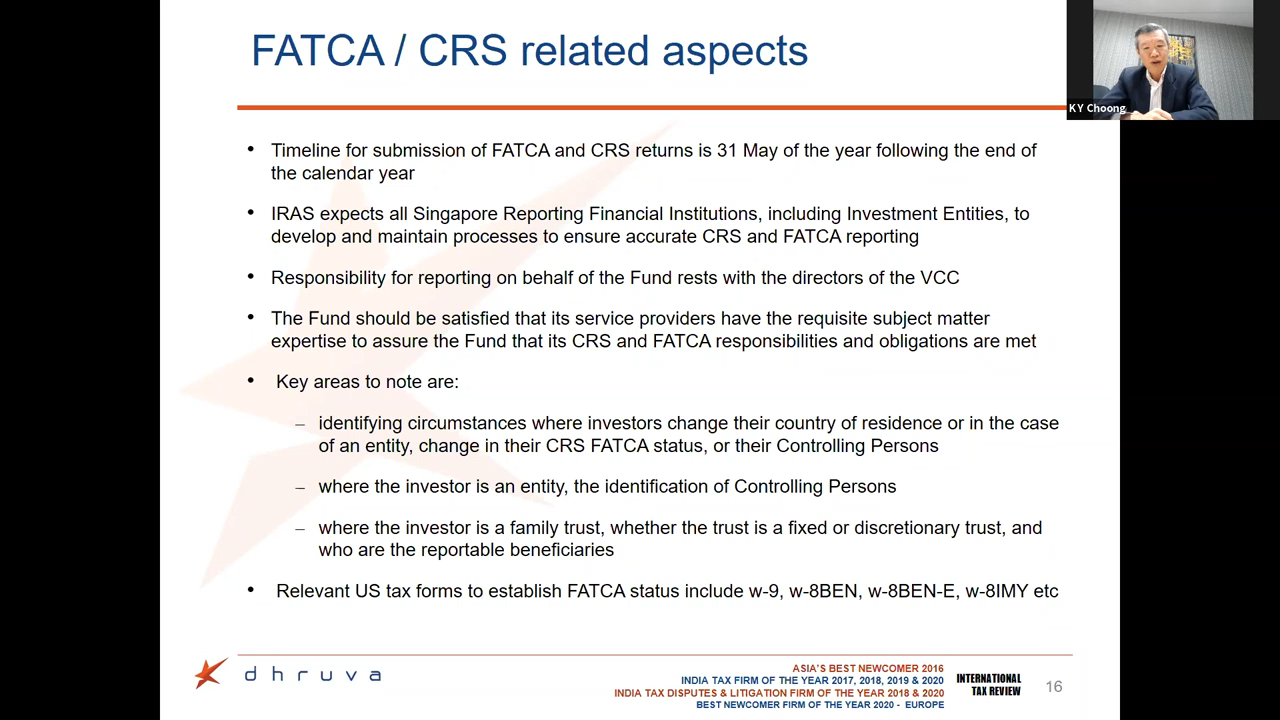 FATCA / CRS related aspects
KY Choong
• Timeline for submission of FATCA and CRS returns is 31 May of the year following the end of
the calendar year
• IRAS expects all Singapore Reporting Financial Institutions, including Investment Entities, to
develop and maintain processes to ensure accurate CRS and FATCA reporting
• Responsibility for reporting on behalf of the Fund rests with the directors of the VCC
• The Fund should be satisfied that its service providers have the requisite subject matter
expertise to assure the Fund that its CRS and FATCA responsibilities and obligations are met
• Key areas to note are:
– identifying circumstances where investors change their country of residence or in the case
of an entity, change in their CRS FATCA status, or their Controlling Persons
– where the investor is an entity, the identification of Controlling Persons
– where the investor is a family trust, whether the trust is a fixed or discretionary trust, and
who are the reportable beneficiaries
• Relevant US tax forms to establish FATCA status include w-9, w-8BEN, w-8BEN-E, w-8IMY etc
dhruva
ASIA'S BEST NEWCOMER 2016
INDIA TAX FIRM OF THE YEAR 2017, 2018, 2019 & 2020
INDIA TAX DISPUTES & LITIGATION FIRM OF THE YEAR 2018 & 2020
BEST NEWCOMER FIRM OF THE YEAR 2020 - EUROPE
INTERNATIONAL
TAX REVIEW
16